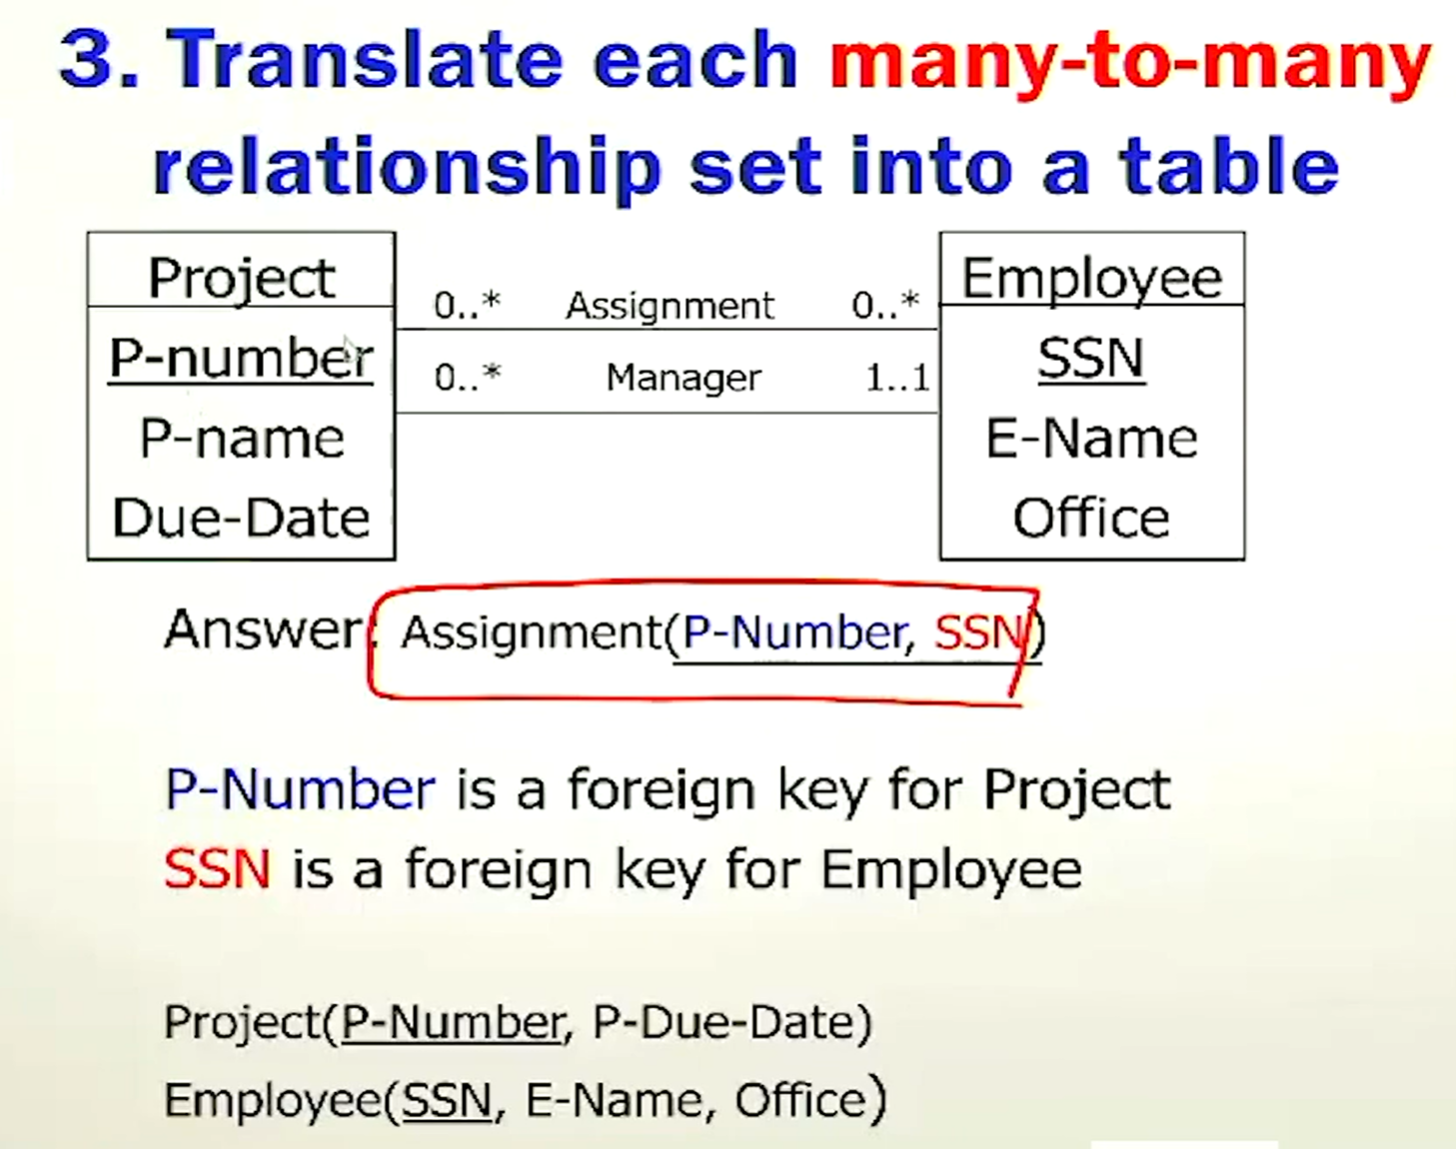 3. Translate each many-to-many
relationship set into a table
Project
P-number
P-name
Due-Date
0..* Assignment 0..*
0..* Manager 1..1
Employee
SSN
E-Name
Office
Answer: Assignment(P-Number, SSN)
P-Number is a foreign key for Project
SSN is a foreign key for Employee
Project(P-Number, P-Due-Date)
Employee(SSN, E-Name, Office)